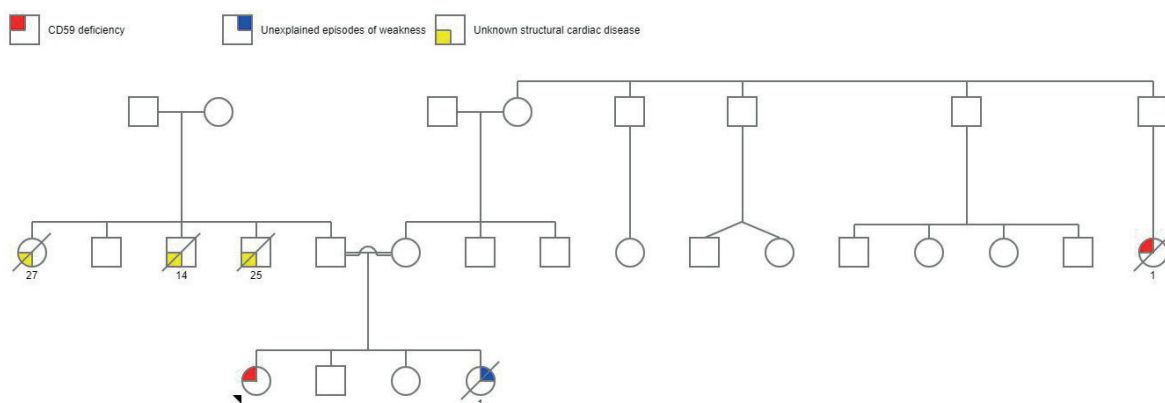 CD59 deficiency
Unexplained episodes of weakness
Unknown structural cardiac disease
27
14
25
1
1